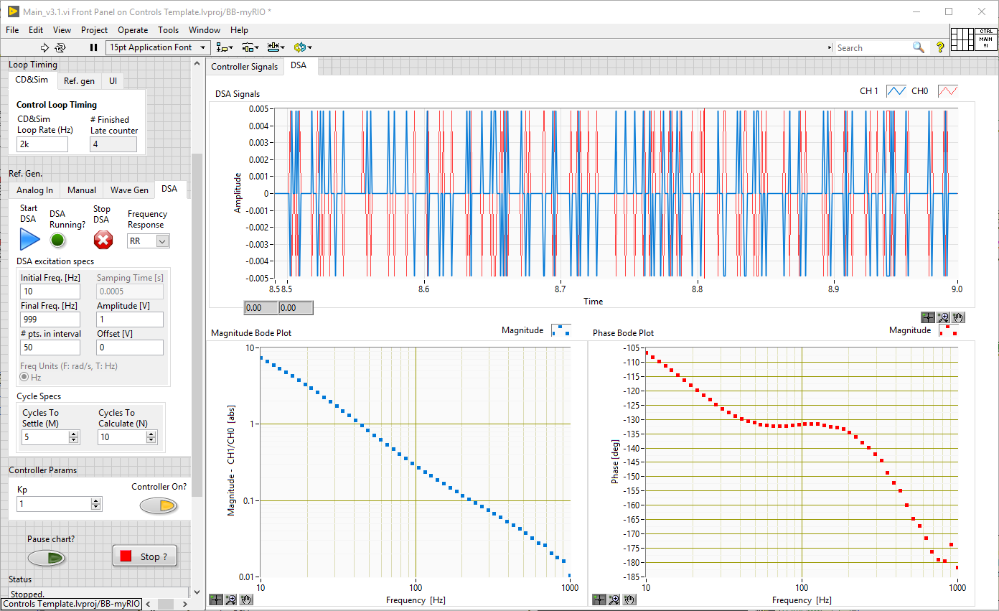 Main_v3.1.vi Front Panel on Controls Template.lvproj/BB-myRIO *
File Edit View Project Operate Tools Window Help
15pt Application Font
Search
?
CTRL
MAIN
VI
Loop Timing
CD&Sim Ref. gen UI
Control Loop Timing
CD&Sim
Loop Rate (Hz)
2k
# Finished
Late counter
4
Ref. Gen.
Analog In Manual Wave Gen DSA
Start
DSA
DSA
Running?
Stop
DSA
Frequency
Response
RR
DSA excitation specs
Initial Freq. [Hz] Samping Time [s]
10 0.0005
Final Freq. [Hz] Amplitude [V]
999 1
# pts. in interval Offset [V]
50 0
Freq Units (F: rad/s, T: Hz)
Hz
Cycle Specs
Cycles To
Settle (M)
5
Cycles To
Calculate (N)
10
Controller Params
Kp
1
Controller On?
Pause chart?
Stop ?
Status
Stopped.
Controls Template.lvproj/BB-myRIO
Controller Signals DSA
DSA Signals
CH 1 CH0
Amplitude
0.005
0.004
0.003
0.002
0.001
0
-0.001
-0.002
-0.003
-0.004
-0.005
8.58.5 8.6 8.7 8.8 8.9 9.0
Time
0.00 0.00
Magnitude Bode Plot
Magnitude
Magnitude - CH1/CH0 [abs]
10
1
0.1
0.01
10 100 1000
Frequency [Hz]
Phase Bode Plot
Magnitude
Phase [deg]
-105
-110
-115
-120
-125
-130
-135
-140
-145
-150
-155
-160
-165
-170
-175
-180
-185
10 100 1000
Frequency [Hz]